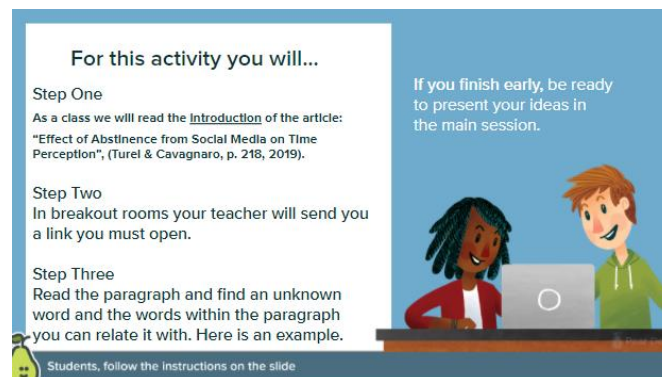 For this activity you will...
Step One
As a class we will read the Introduction of the article:
"Effect of Abstinence from Social Media on Time
Perception", (Turel & Cavagnaro, p. 218, 2019).
Step Two
In breakout rooms your teacher will send you
a link you must open.
Step Three
Read the paragraph and find an unknown
word and the words within the paragraph
you can relate it with. Here is an example.
If you finish early, be ready
to present your ideas in
the main session.
Students, follow the instructions on the slide